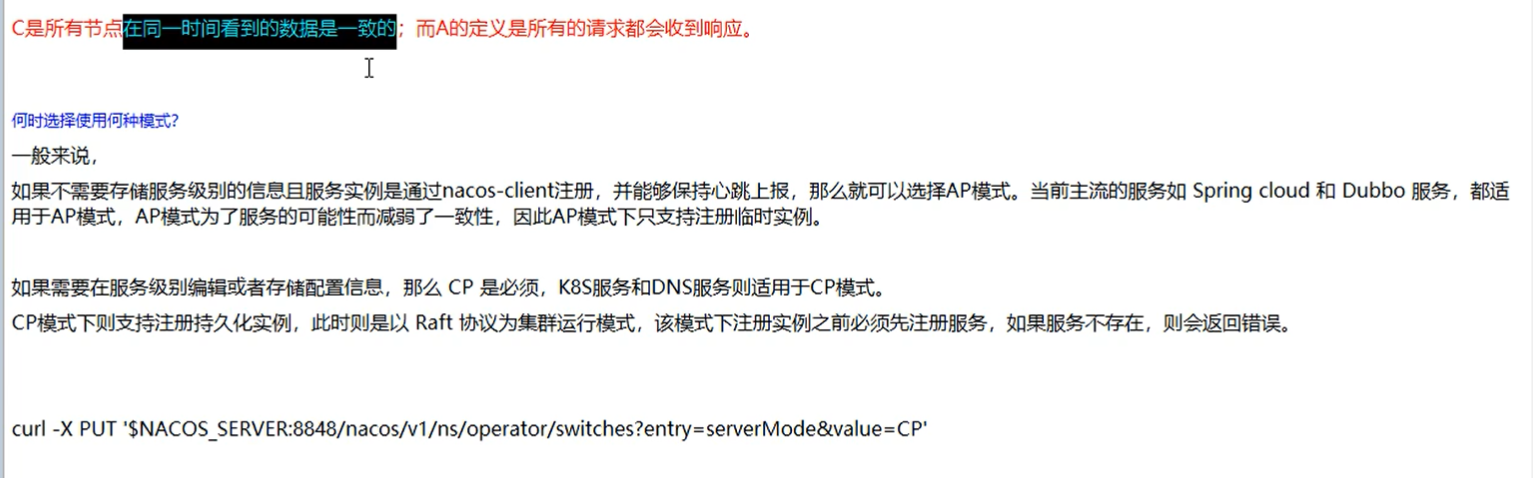 C是所有节点在同一时间看到的数据是一致的；而A的定义是所有的请求都会收到响应。
何时选择使用何种模式?
一般来说，
如果不需要存储服务级别的信息且服务实例是通过nacos-client注册，并能够保持心跳上报，那么就可以选择AP模式。当前主流的服务如 Spring cloud 和 Dubbo 服务，都适
用于AP模式，AP模式为了服务的可能性而减弱了一致性，因此AP模式下只支持注册临时实例。
如果需要在服务级别编辑或者存储配置信息，那么 CP 是必须，K8S服务和DNS服务则适用于CP模式。
CP模式下则支持注册持久化实例，此时则是以 Raft 协议为集群运行模式，该模式下注册实例之前必须先注册服务，如果服务不存在，则会返回错误。
curl -X PUT '$NACOS_SERVER:8848/nacos/v1/ns/operator/switches?entry=serverMode&value=CP'